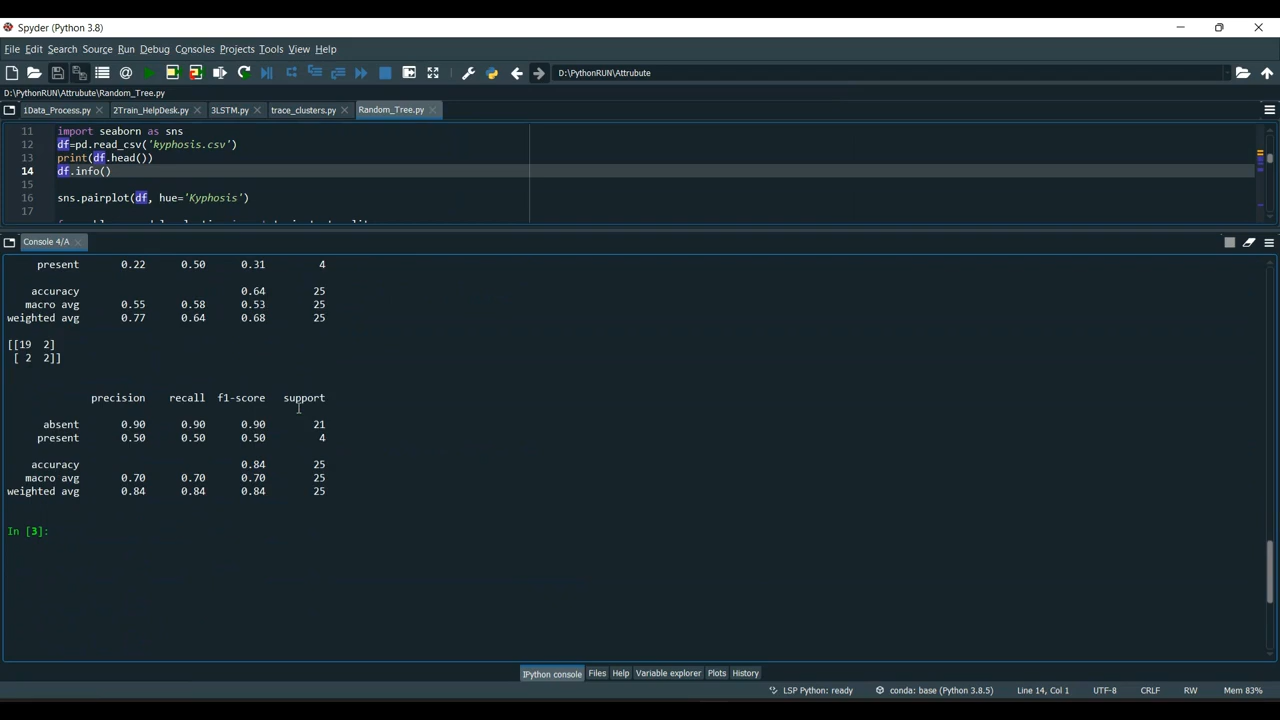 Spyder (Python 3.8)
File Edit Search Source Run Debug Consoles Projects Tools View Help
D:\PythonRUN\Attrubute
D:\PythonRUN\Attrubute\Random_Tree.py
1Data_Process.py 2Train_HelpDesk.py 3LSTM.py trace_clusters.py Random_Tree.py
11 import seaborn as sns
12 df=pd.read_csv('kyphosis.csv')
13 print(df.head())
14 df.info()
15
16 sns.pairplot(df, hue='Kyphosis')
17
Console 4/A
present 0.22 0.50 0.31 4
accuracy 0.64 25
macro avg 0.55 0.58 0.53 25
weighted avg 0.77 0.64 0.68 25
[[19 2]
[ 2 2]]
precision recall f1-score support
absent 0.90 0.90 0.90 21
present 0.50 0.50 0.50 4
accuracy 0.84 25
macro avg 0.70 0.70 0.70 25
weighted avg 0.84 0.84 0.84 25
In [3]:
IPython console Files Help Variable explorer Plots History
LSP Python: ready conda: base (Python 3.8.5) Line 14, Col 1 UTF-8 CRLF RW Mem 83%